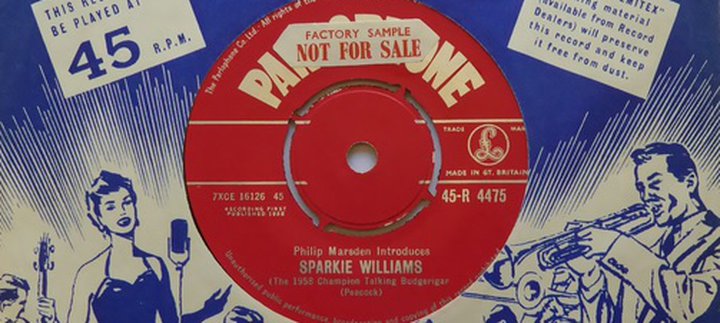 THIS RE
BE PLAYED AT
45
R.P.M.
EMITEX"
ing material
(available from Record
Dealers) will preserve
this record and keep
it free from dust.
The Parlophone Co. Ltd. All rights of the
FACTORY SAMPLE
NOT FOR SALE
PARLOPHONE
TRADE MAR
£
MADE IN GT. BRITAIN
7XCE 16126 45
RECORDING FIRST
PUBLISHED 1958
45-R 4475
Philip Marsden Introduces
SPARKIE WILLIAMS
(The 1958 Champion Talking Budgerigar
(Peacock)
Unauthorised public performance, broadcasting and copying of this record